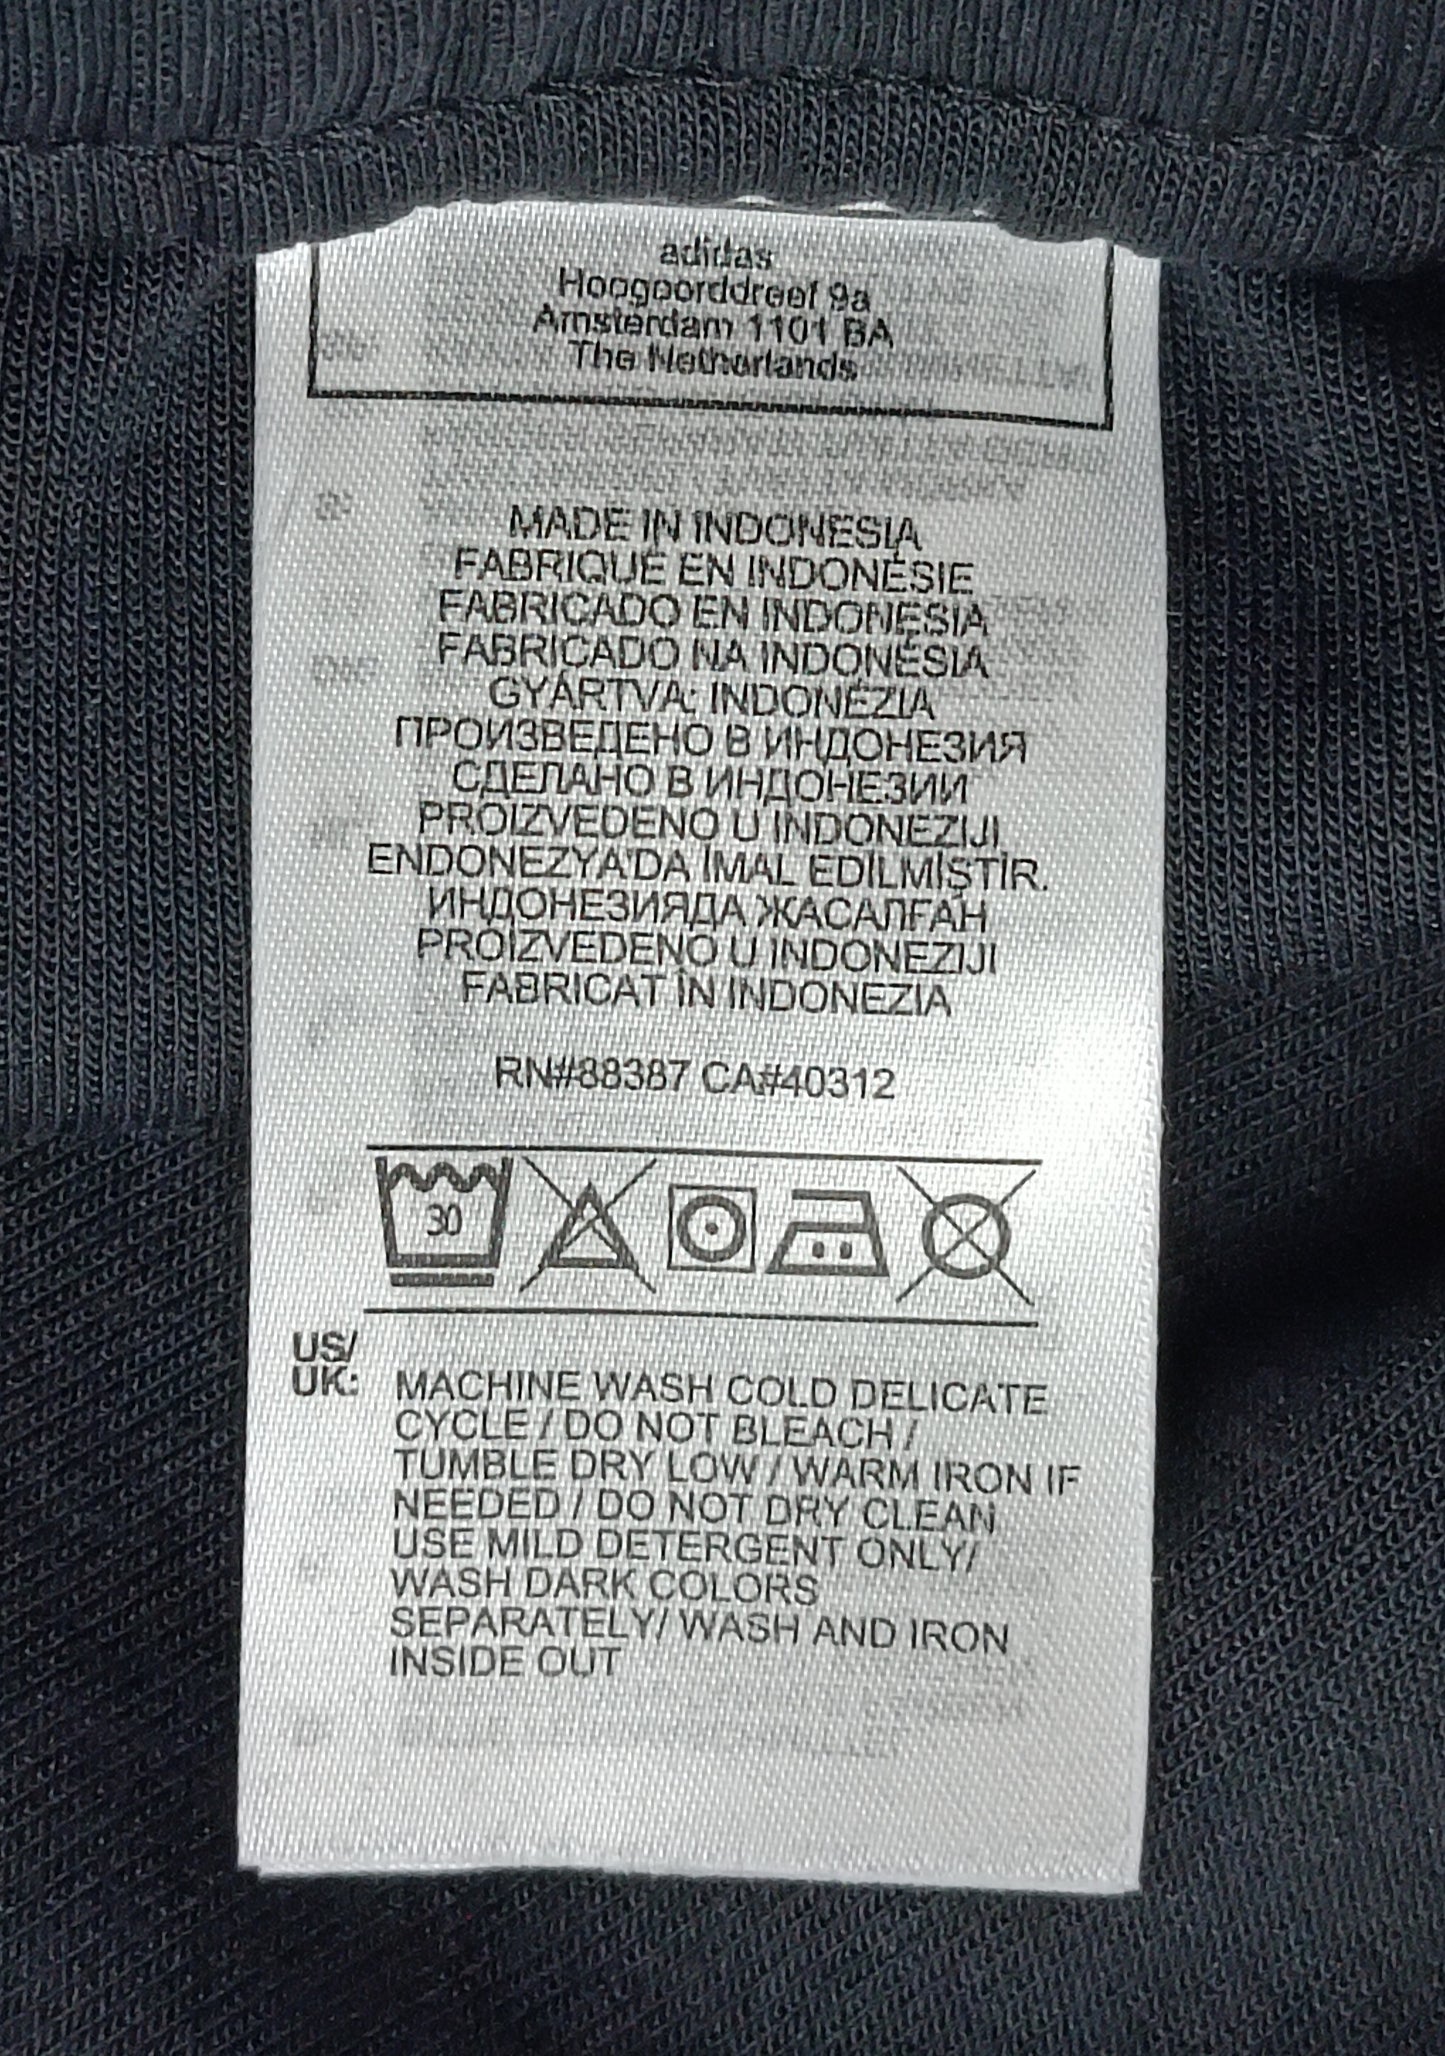 adidas
Hoogoorddreef 9a
Amsterdam 1101 BA
The Netherlands
MADE IN INDONESIA
FABRIQUÉ EN INDONÉSIE
FABRICADO EN INDONESIA
FABRICADO NA INDONÉSIA
GYÁRTVA: INDONÉZIA
ПРОИЗВЕДЕНО В ИНДОНЕЗИЯ
СДЕЛАНО В ИНДОНЕЗИИ
PROIZVEDENO U INDONEZIJI
ENDONEZYA'DA İMAL EDİLMİŞTİR.
ИНДОНЕЗИЯДА ЖАСАЛҒАН
PROIZVEDENO U INDONEZIJI
FABRICAT ÎN INDONEZIA
RN#88387 CA#40312
30
US/
UK: MACHINE WASH COLD DELICATE
CYCLE / DO NOT BLEACH /
TUMBLE DRY LOW / WARM IRON IF
NEEDED / DO NOT DRY CLEAN
USE MILD DETERGENT ONLY/
WASH DARK COLORS
SEPARATELY/ WASH AND IRON
INSIDE OUT